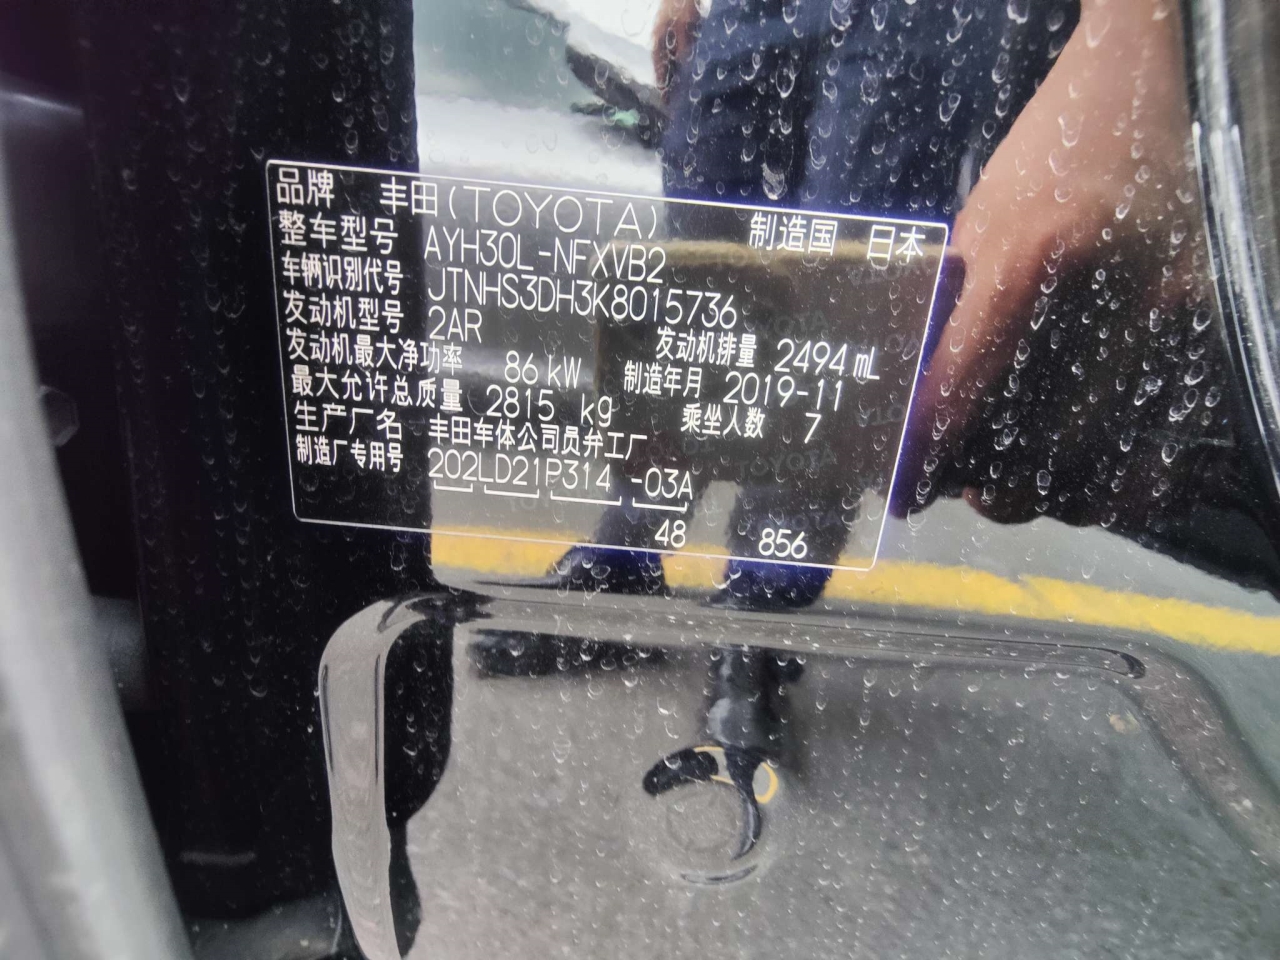 品牌 丰田(TOYOTA) 制造国 日本
整车型号 AYH30L-NFXVB2
车辆识别代号 JTNHS3DH3K8015736
发动机型号 2AR 发动机排量 2494 mL
发动机最大净功率 86 kW 制造年月 2019-11
最大允许总质量 2815 kg 乘坐人数 7
生产厂名 丰田车体公司员弁工厂
制造厂专用号 202LD21P314 -03A
48 856